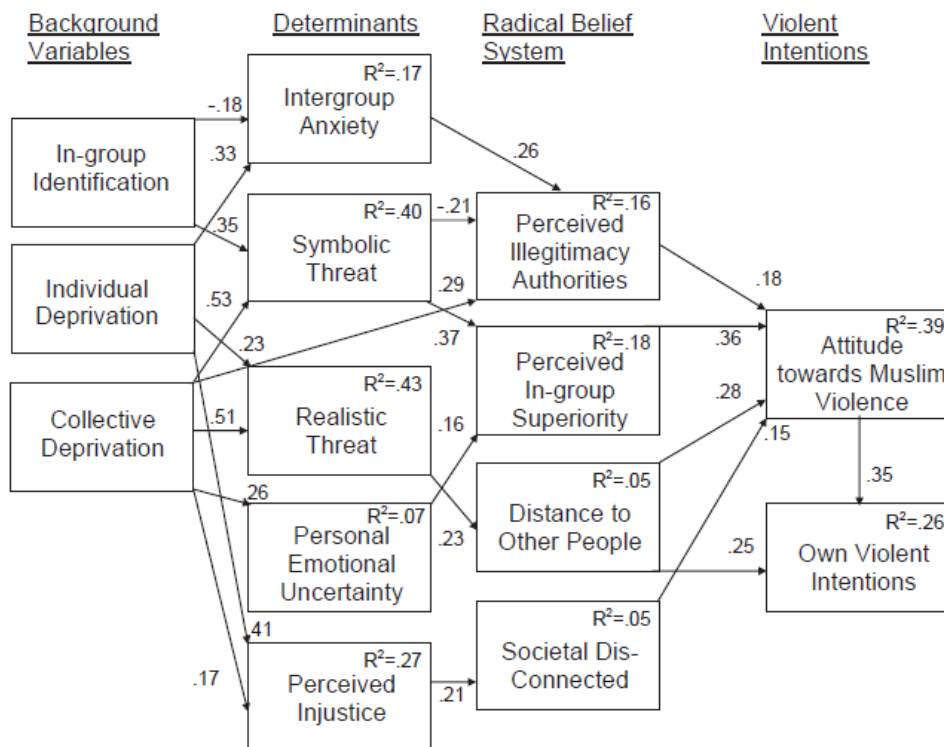 Background
Variables
Determinants
Radical Belief
System
Violent
Intentions
In-group
Identification
Individual
Deprivation
Collective
Deprivation
-.18
.33
.35
.53
.23
.51
.26
.41
.17
R²=.17
Intergroup
Anxiety
R²=.40
Symbolic
Threat
R²=.43
Realistic
Threat
R²=.07
Personal
Emotional
Uncertainty
R²=.27
Perceived
Injustice
.26
-.21
.29
.37
.16
.23
.21
R²=.16
Perceived
Illegitimacy
Authorities
R²=.18
Perceived
In-group
Superiority
R²=.05
Distance to
Other People
R²=.05
Societal Dis-
Connected
.18
.36
.28
.15
.25
R²=.39
Attitude
towards Muslim
Violence
.35
R²=.26
Own Violent
Intentions